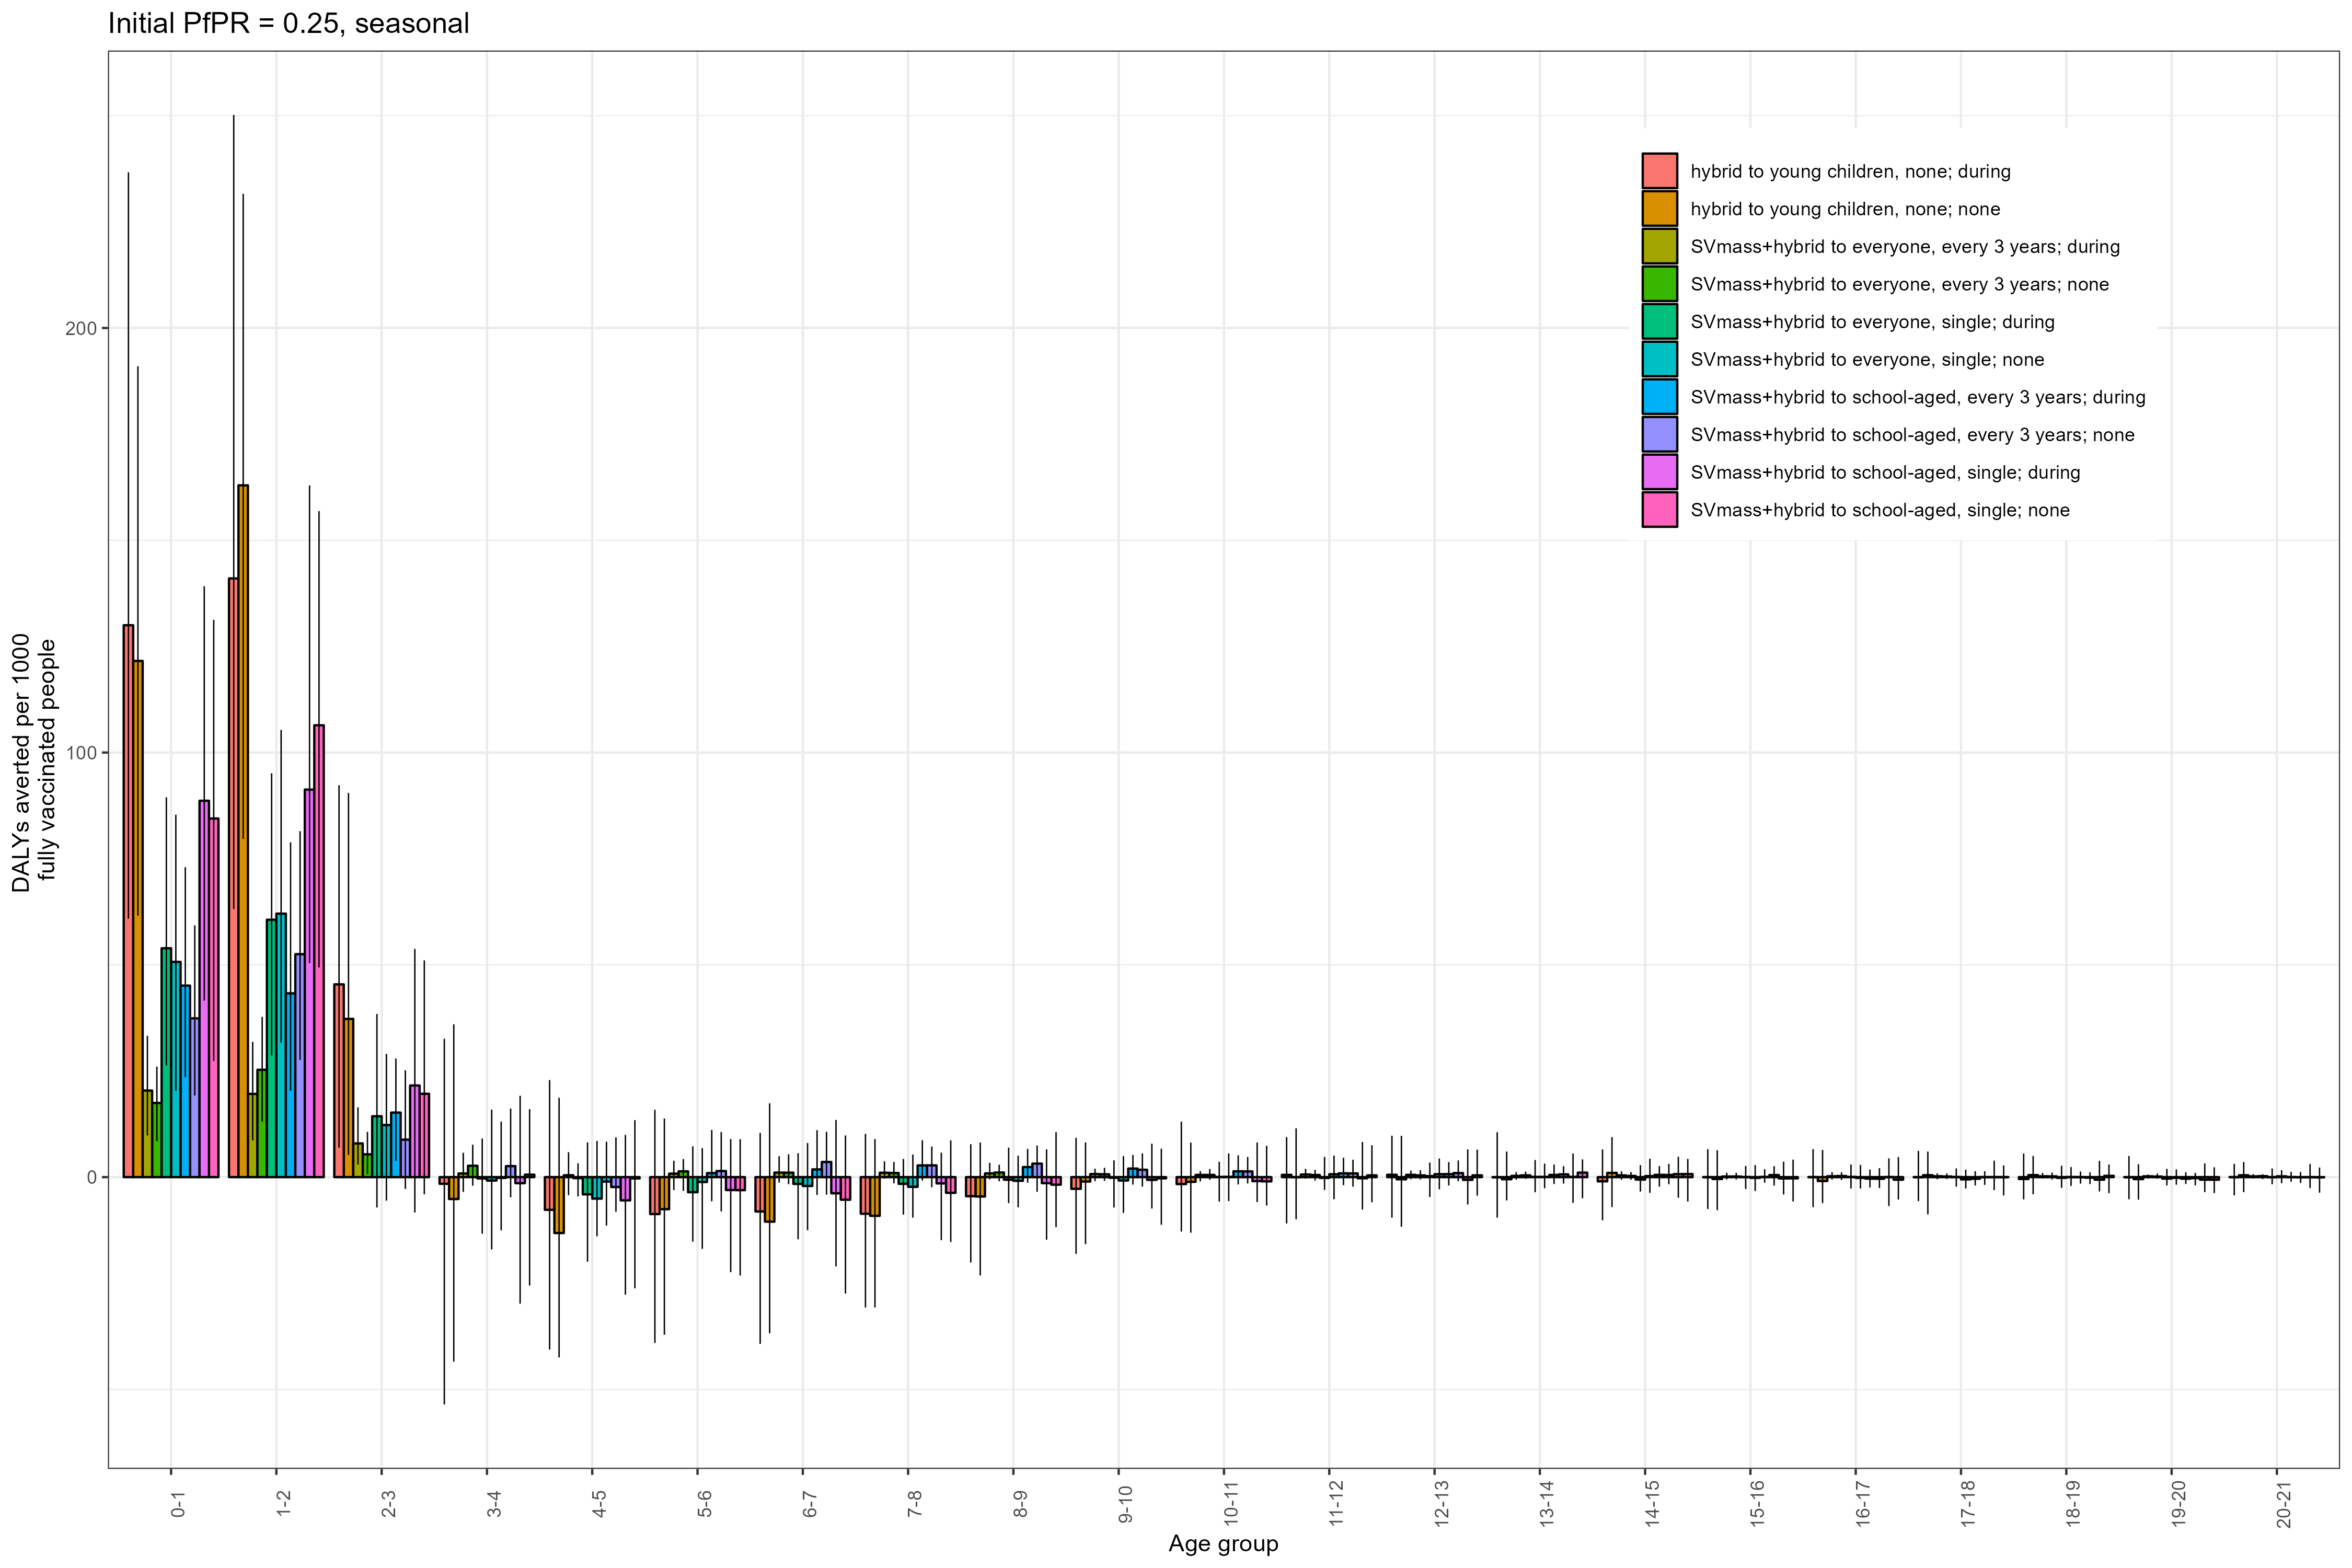 Initial PfPR = 0.25, seasonal
DALYs averted per 1000
fully vaccinated people
200
100
0
hybrid to young children, none; during
hybrid to young children, none; none
SVmass+hybrid to everyone, every 3 years; during
SVmass+hybrid to everyone, every 3 years; none
SVmass+hybrid to everyone, single; during
SVmass+hybrid to everyone, single; none
SVmass+hybrid to school-aged, every 3 years; during
SVmass+hybrid to school-aged, every 3 years; none
SVmass+hybrid to school-aged, single; during
SVmass+hybrid to school-aged, single; none
0-1
1-2
2-3
3-4
4-5
5-6
6-7
7-8
8-9
9-10
10-11
11-12
12-13
13-14
14-15
15-16
16-17
17-18
18-19
19-20
20-21
Age group